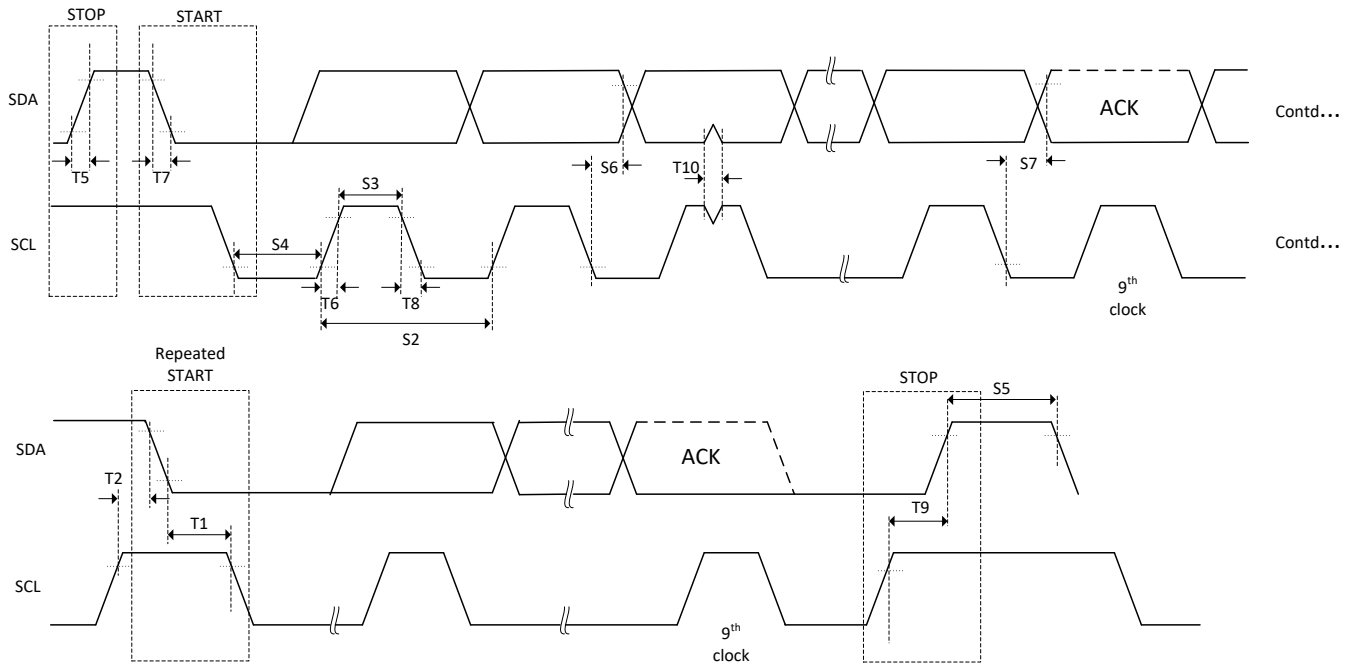 STOP
START
SDA
ACK
Contd...
T5
T7
S6
T10
S7
S3
SCL
S4
Contd...
T6
T8
9th
clock
S2
Repeated
START
STOP
S5
SDA
T2
ACK
T1
T9
SCL
9th
clock